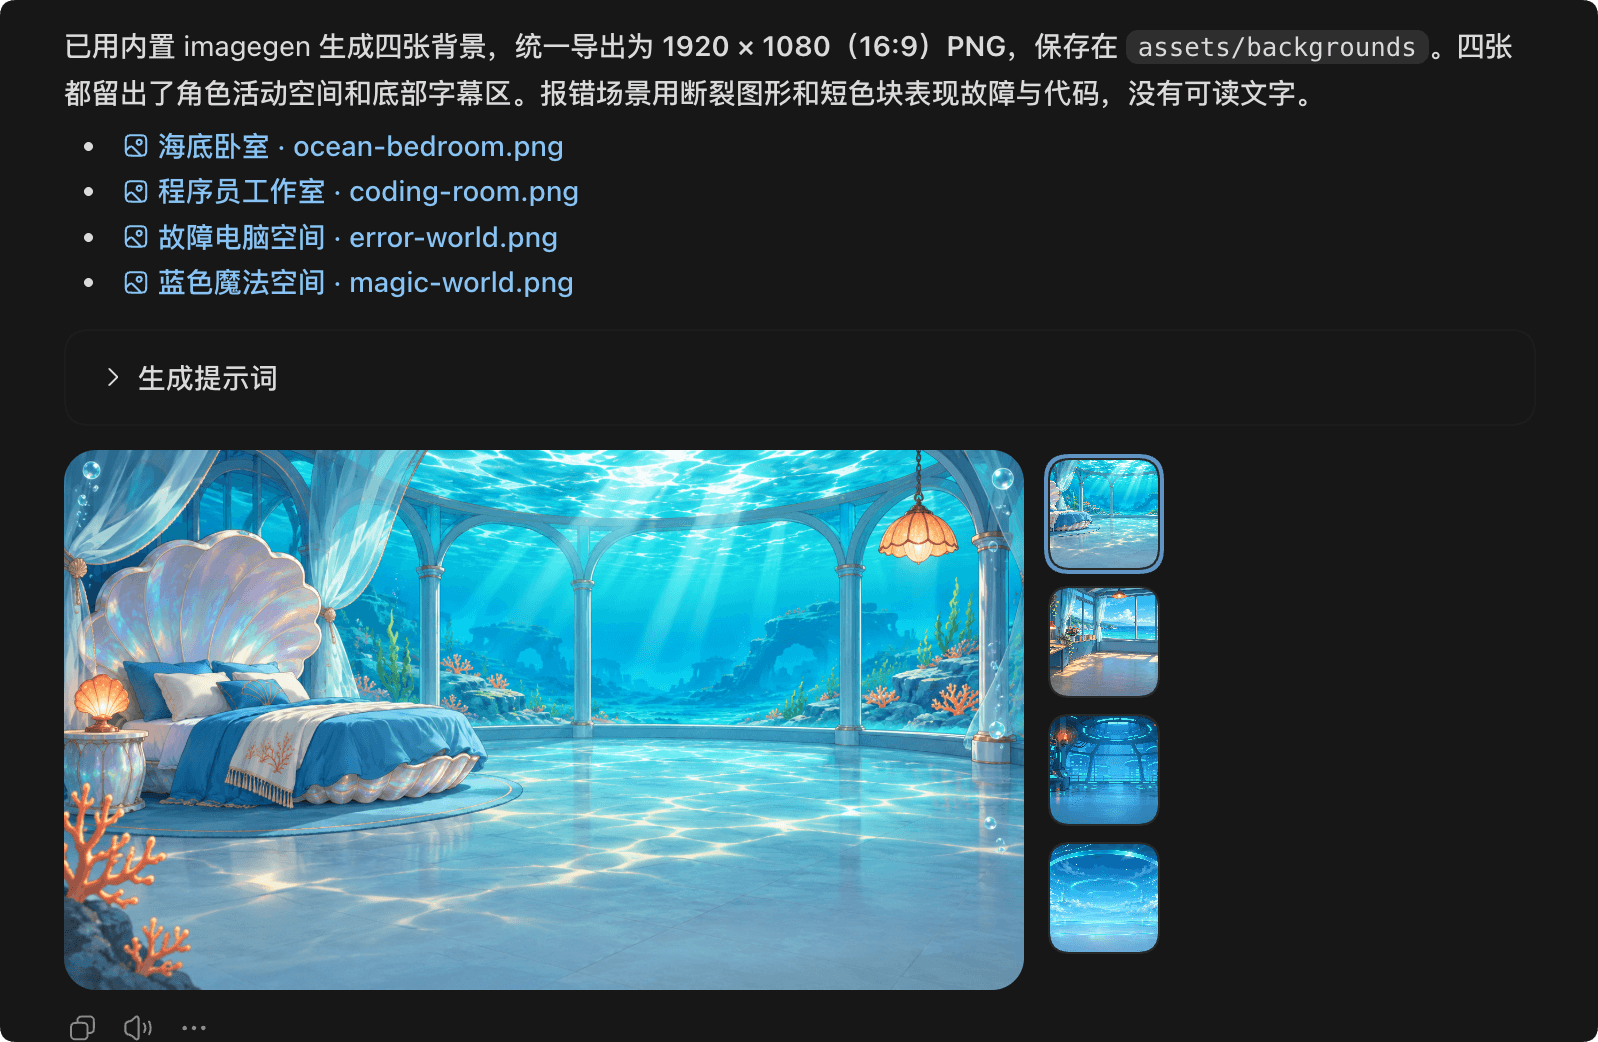 已用内置 imagegen 生成四张背景，统一导出为 1920 × 1080（16:9）PNG，保存在 assets/backgrounds。四张
都留出了角色活动空间和底部字幕区。报错场景用断裂图形和短色块表现故障与代码，没有可读文字。
海底卧室 · ocean-bedroom.png
程序员工作室 · coding-room.png
故障电脑空间 · error-world.png
蓝色魔法空间 · magic-world.png
生成提示词